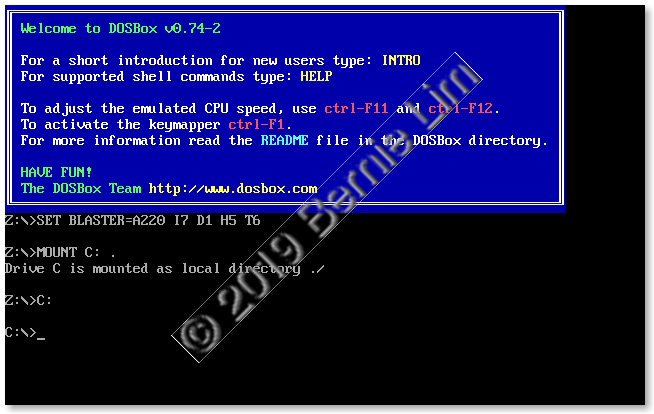 Welcome to DOSBox v0.74-2
For a short introduction for new users type: INTRO
For supported shell commands type: HELP
To adjust the emulated CPU speed, use ctrl-F11 and ctrl-F12.
To activate the keymapper ctrl-F1.
For more information read the README file in the DOSBox directory.
HAVE FUN!
The DOSBox Team http://www.dosbox.com
Z:\>SET BLASTER=A220 I7 D1 H5 T6
Z:\>MOUNT C: .
Drive C is mounted as local directory ./
Z:\>C:
C:\>_
© 2019 Bernie Lim